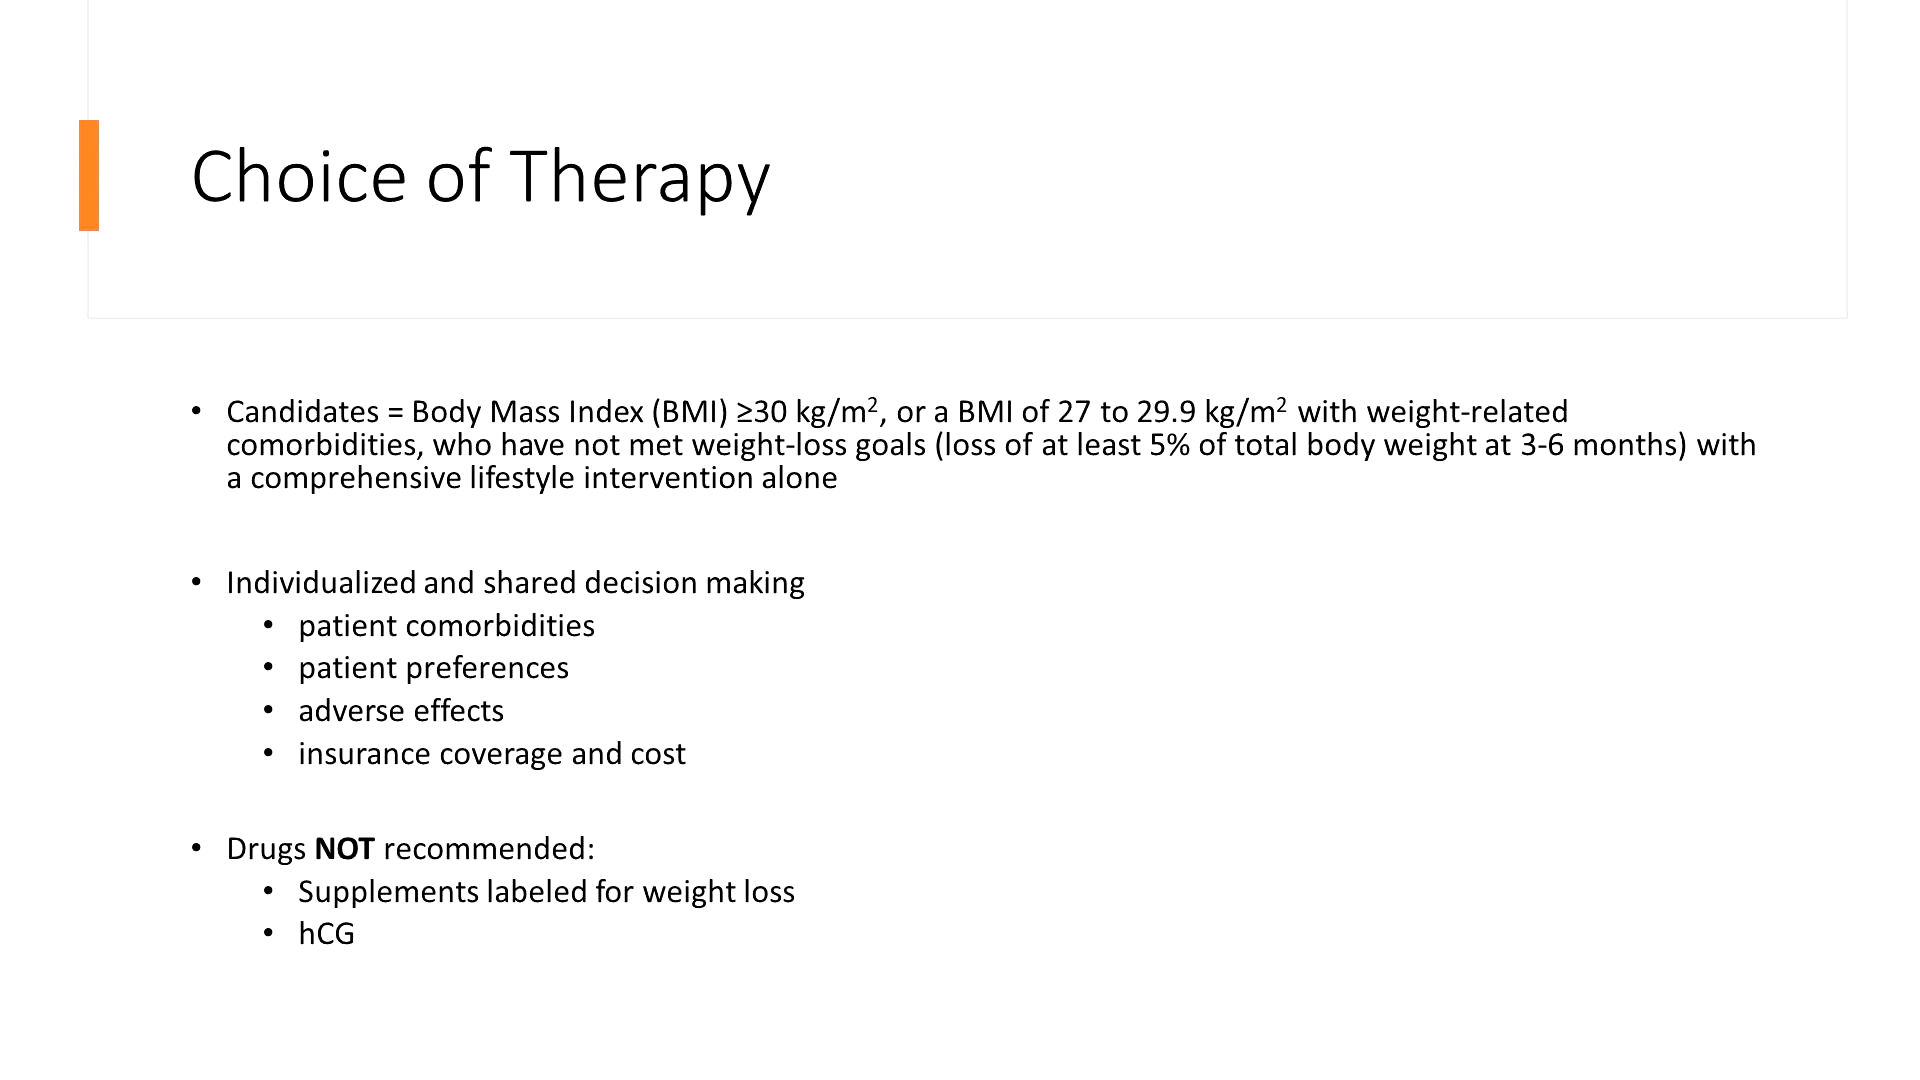 Choice of Therapy
• Candidates = Body Mass Index (BMI) ≥30 kg/m², or a BMI of 27 to 29.9 kg/m² with weight-related
comorbidities, who have not met weight-loss goals (loss of at least 5% of total body weight at 3-6 months) with
a comprehensive lifestyle intervention alone
• Individualized and shared decision making
• patient comorbidities
• patient preferences
• adverse effects
• insurance coverage and cost
• Drugs NOT recommended:
• Supplements labeled for weight loss
• hCG